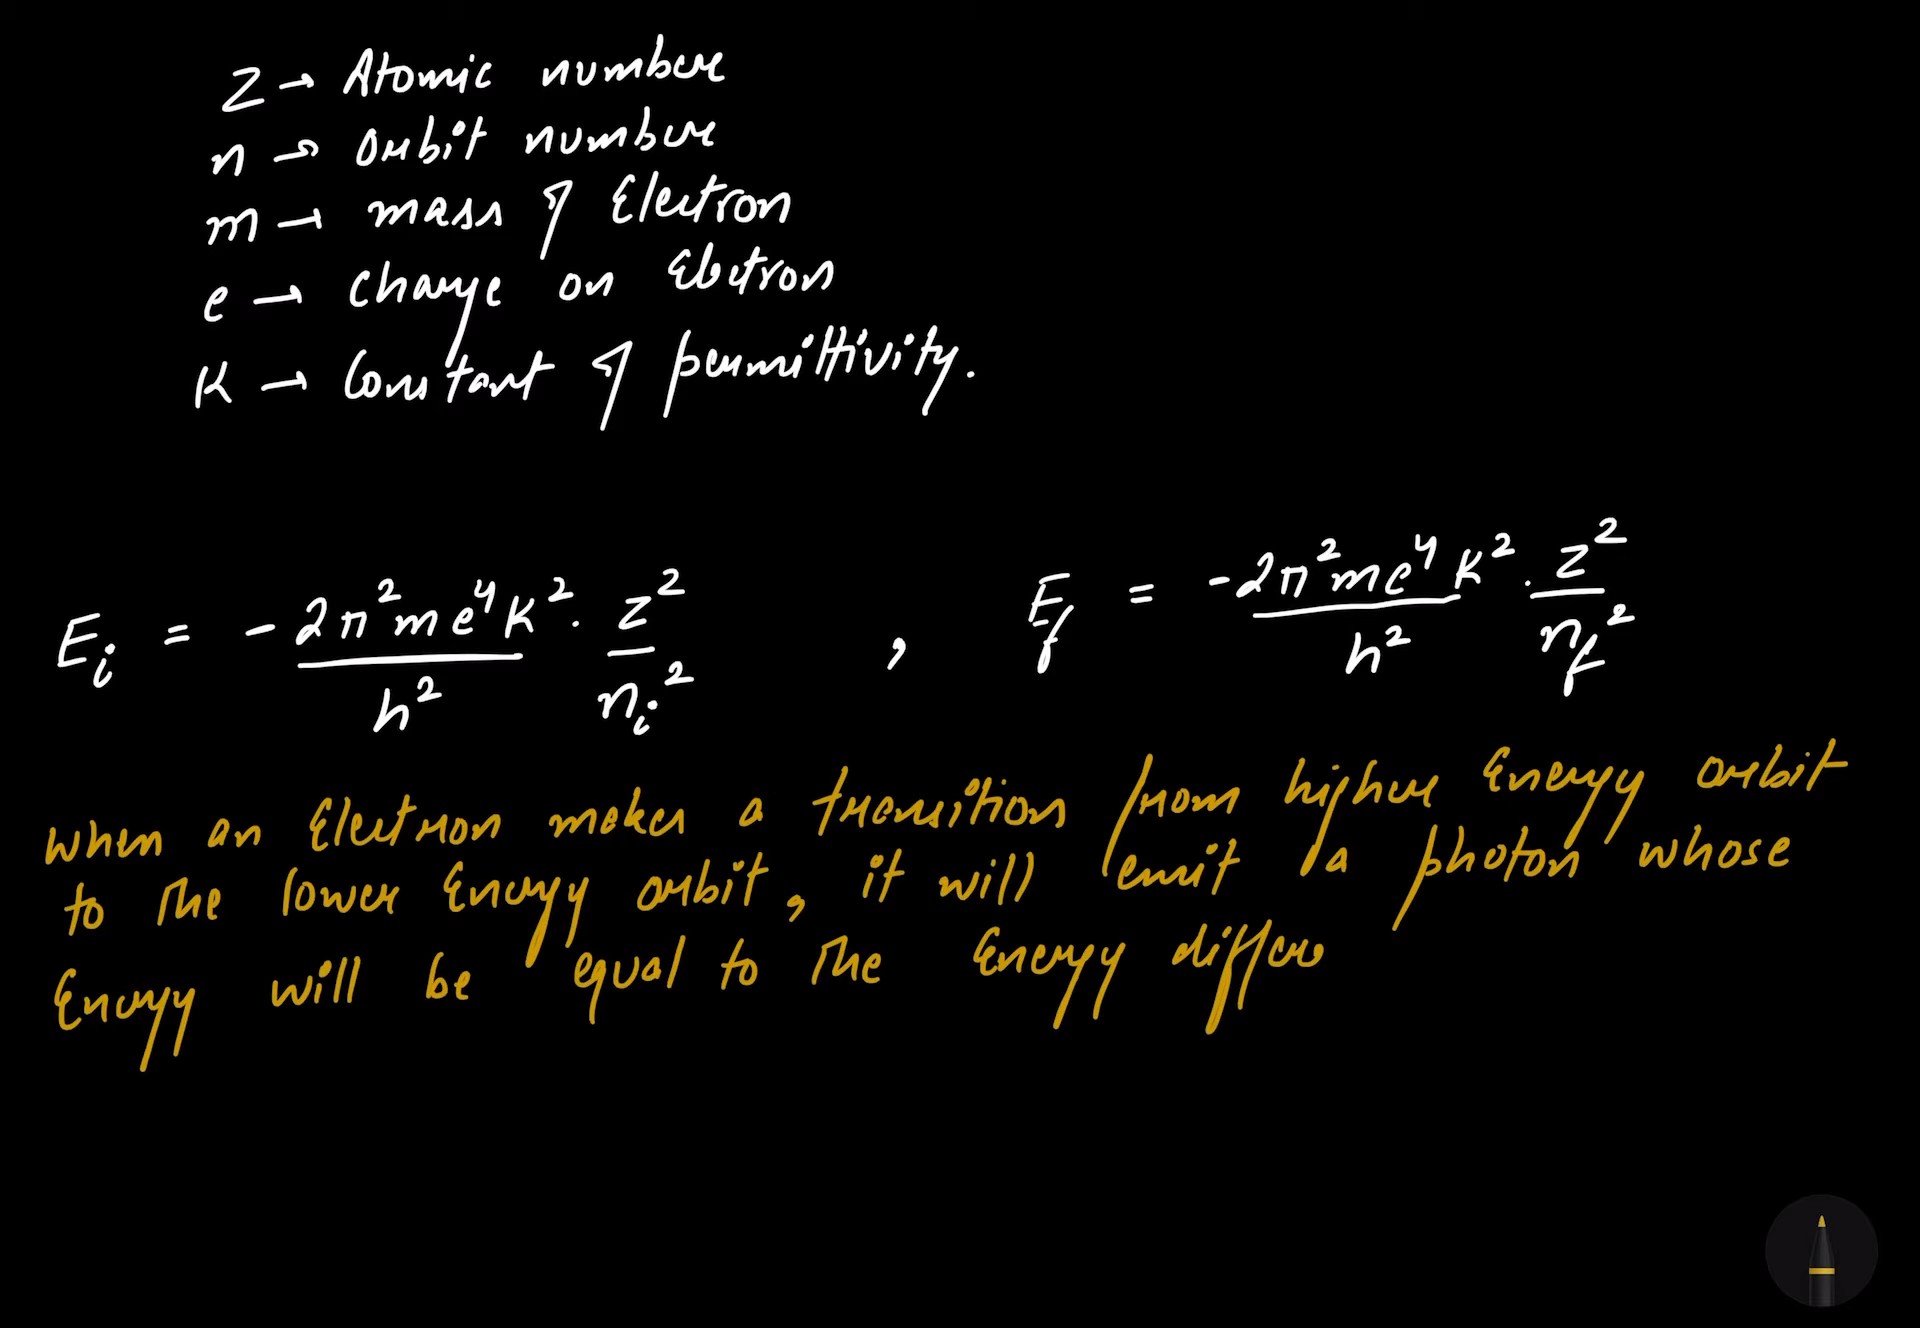 Z → Atomic number
n → Orbit number
m → mass of Electron
e → charge on Electron
K → Constant of permittivity.
E_i = - 2π²me⁴K²/h² · Z²/n_i² , E_f = -2π²me⁴K²/h² · Z²/n_f²
When an Electron makes a transition from higher Energy orbit
to the lower Energy orbit, it will emit a photon whose
Energy will be equal to the Energy differe